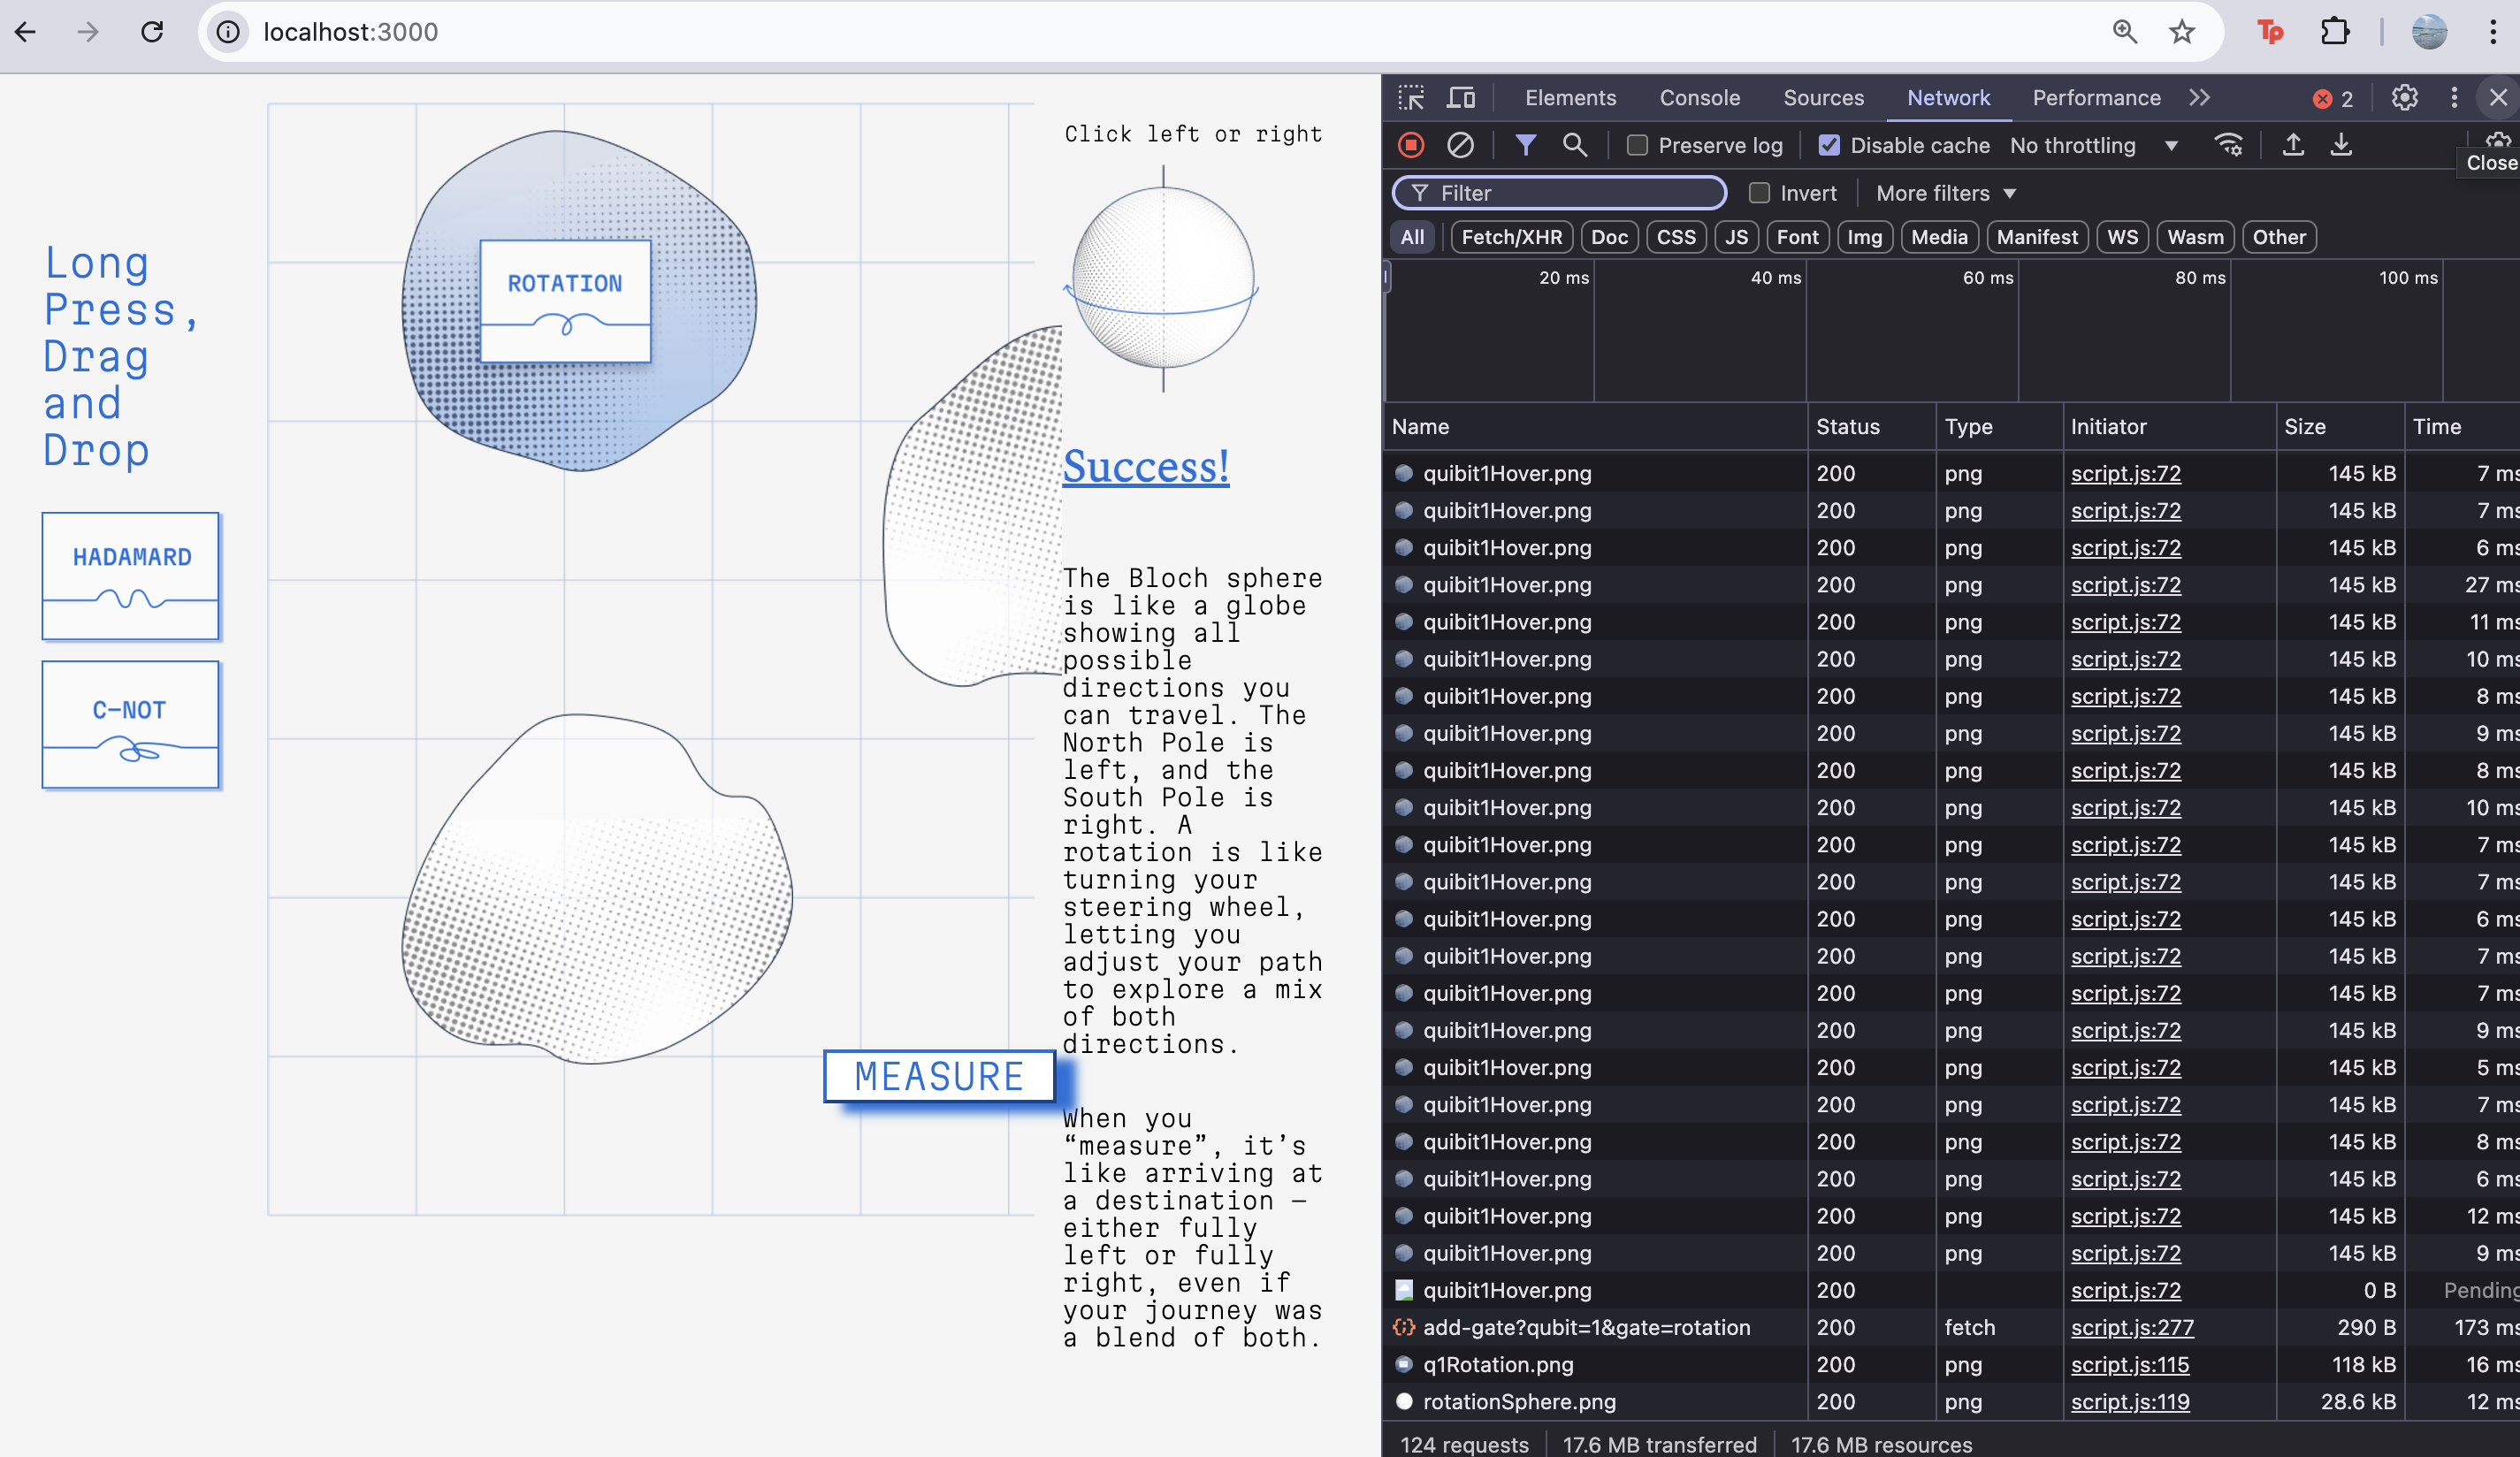 localhost:3000
Tp
Long
Press,
Drag
and
Drop
HADAMARD
C-NOT
ROTATION
MEASURE
Click left or right
Success!
The Bloch sphere
is like a globe
showing all
possible
directions you
can travel. The
North Pole is
left, and the
South Pole is
right. A
rotation is like
turning your
steering wheel,
letting you
adjust your path
to explore a mix
of both
directions.
When you
“measure”, it’s
like arriving at
a destination —
either fully
left or fully
right, even if
your journey was
a blend of both.
Elements Console Sources Network Performance 2
Preserve log Disable cache No throttling
Close
Filter Invert More filters
All Fetch/XHR Doc CSS JS Font Img Media Manifest WS Wasm Other
20 ms 40 ms 60 ms 80 ms 100 ms
Name Status Type Initiator Size Time
quibit1Hover.png 200 png script.js:72 145 kB 7 ms
quibit1Hover.png 200 png script.js:72 145 kB 7 ms
quibit1Hover.png 200 png script.js:72 145 kB 6 ms
quibit1Hover.png 200 png script.js:72 145 kB 27 ms
quibit1Hover.png 200 png script.js:72 145 kB 11 ms
quibit1Hover.png 200 png script.js:72 145 kB 10 ms
quibit1Hover.png 200 png script.js:72 145 kB 8 ms
quibit1Hover.png 200 png script.js:72 145 kB 9 ms
quibit1Hover.png 200 png script.js:72 145 kB 8 ms
quibit1Hover.png 200 png script.js:72 145 kB 10 ms
quibit1Hover.png 200 png script.js:72 145 kB 7 ms
quibit1Hover.png 200 png script.js:72 145 kB 7 ms
quibit1Hover.png 200 png script.js:72 145 kB 6 ms
quibit1Hover.png 200 png script.js:72 145 kB 7 ms
quibit1Hover.png 200 png script.js:72 145 kB 7 ms
quibit1Hover.png 200 png script.js:72 145 kB 9 ms
quibit1Hover.png 200 png script.js:72 145 kB 5 ms
quibit1Hover.png 200 png script.js:72 145 kB 7 ms
quibit1Hover.png 200 png script.js:72 145 kB 8 ms
quibit1Hover.png 200 png script.js:72 145 kB 6 ms
quibit1Hover.png 200 png script.js:72 145 kB 12 ms
quibit1Hover.png 200 png script.js:72 145 kB 9 ms
quibit1Hover.png 200 script.js:72 0 B Pending
add-gate?qubit=1&gate=rotation 200 fetch script.js:277 290 B 173 ms
q1Rotation.png 200 png script.js:115 118 kB 16 ms
rotationSphere.png 200 png script.js:119 28.6 kB 12 ms
124 requests 17.6 MB transferred 17.6 MB resources